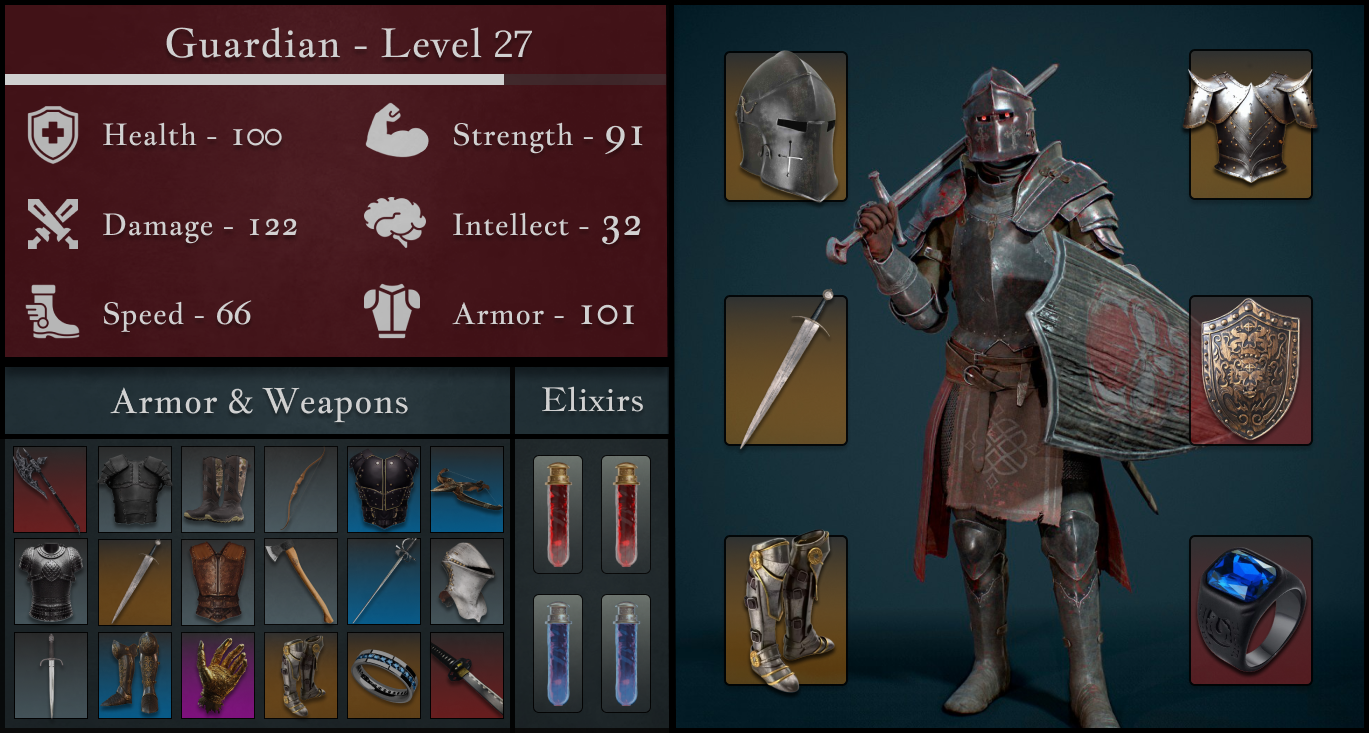 Guardian - Level 27
Health - 100
Strength - 91
Damage - 122
Intellect - 32
Speed - 66
Armor - 101
Armor & Weapons
Elixirs